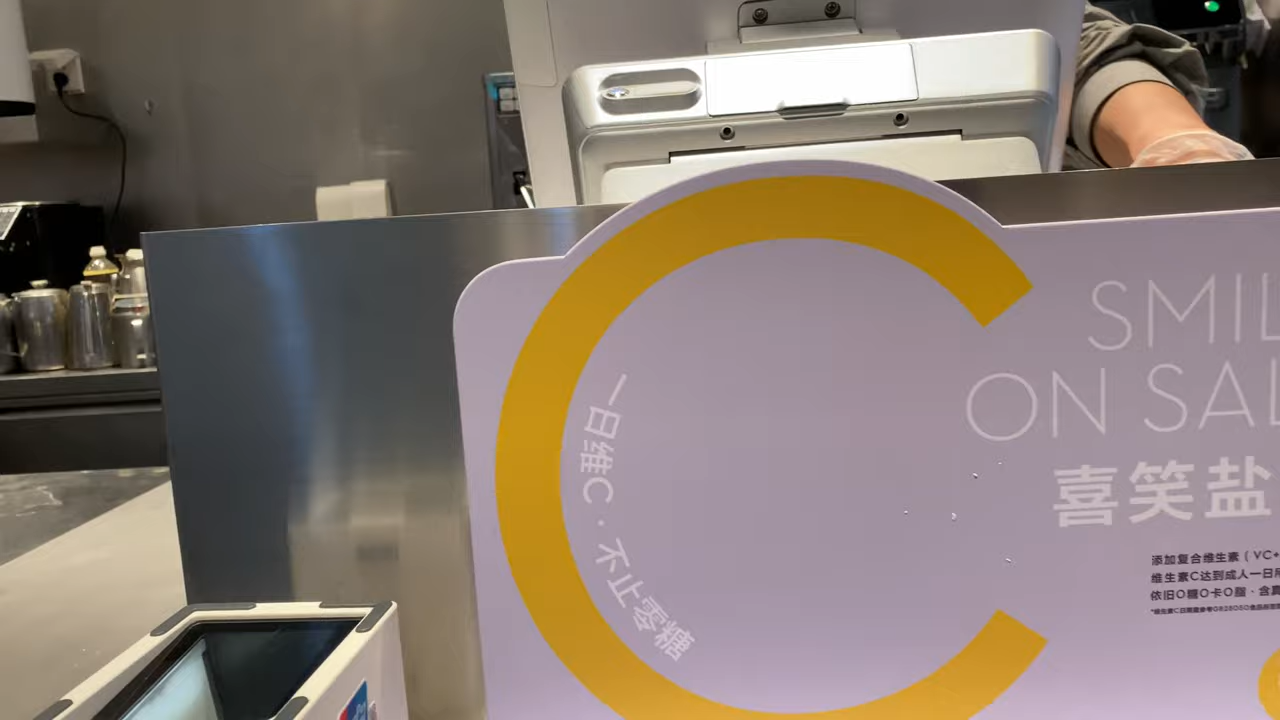 SMIL
ON SAL
喜笑盐
一日维C·不止零糖
添加复合维生素（VC+
维生素C达到成人一日
依旧0糖0卡0脂·含真